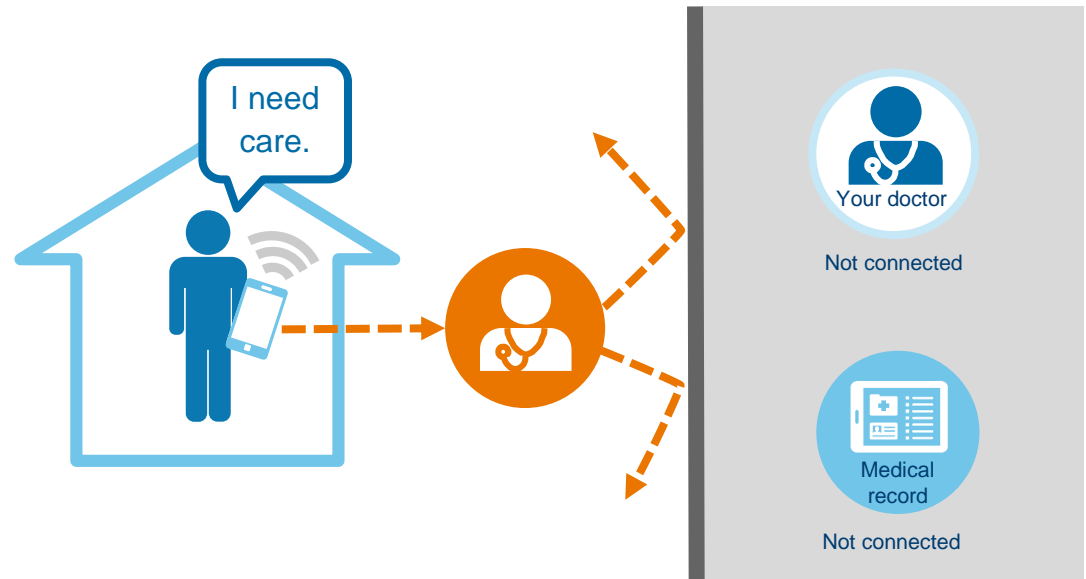 I need
care.
Your doctor
Not connected
Medical
record
Not connected